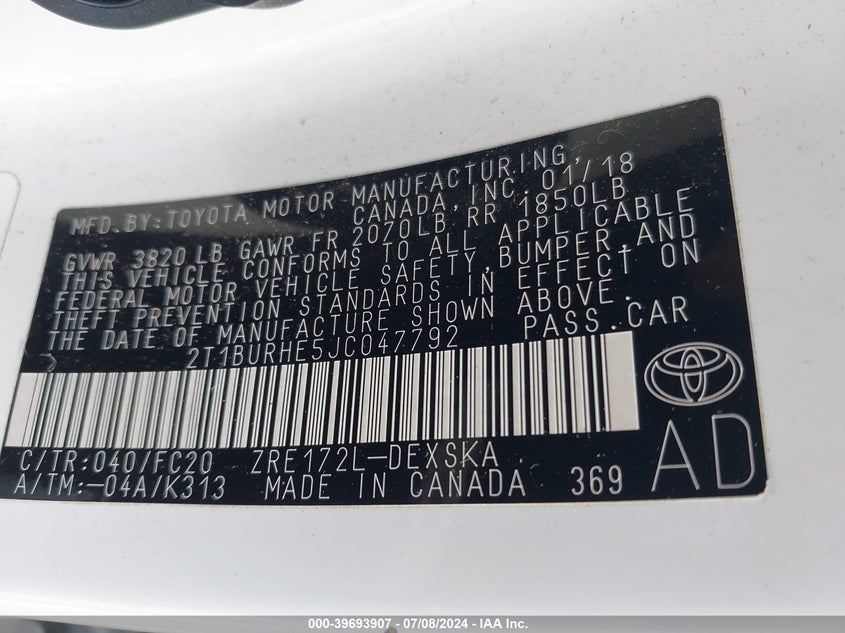 MFD. BY: TOYOTA MOTOR MANUFACTURING,
CANADA, INC. 01/18
GVWR 3820 LB GAWR FR 2070LB RR 1850LB
THIS VEHICLE CONFORMS TO ALL APPLICABLE
FEDERAL MOTOR VEHICLE SAFETY, BUMPER, AND
THEFT PREVENTION STANDARDS IN EFFECT ON
THE DATE OF MANUFACTURE SHOWN ABOVE.
2T1BURHE5JC047792 PASS. CAR
C/TR: 040/FC20 ZRE172L-DEXSKA
A/TM: -04A/K313 MADE IN CANADA 369
AD
000-39693907 - 07/08/2024 - IAA Inc.